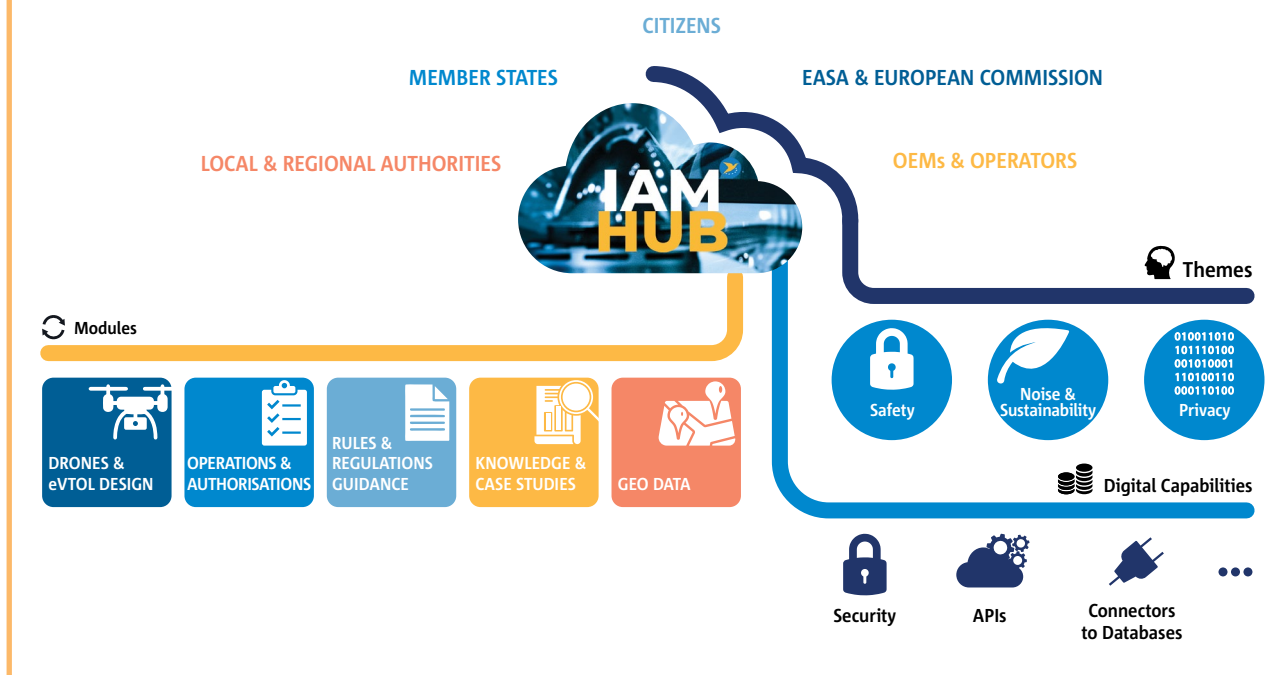 CITIZENS
MEMBER STATES
EASA & EUROPEAN COMMISSION
LOCAL & REGIONAL AUTHORITIES
OEMs & OPERATORS
IAM
HUB
Themes
Modules
010011010
101110100
001010001
110100110
000110100
Safety
Noise &
Sustainability
Privacy
DRONES &
eVTOL DESIGN
OPERATIONS &
AUTHORISATIONS
RULES &
REGULATIONS
GUIDANCE
KNOWLEDGE &
CASE STUDIES
GEO DATA
Digital Capabilities
Security
APIs
Connectors
to Databases